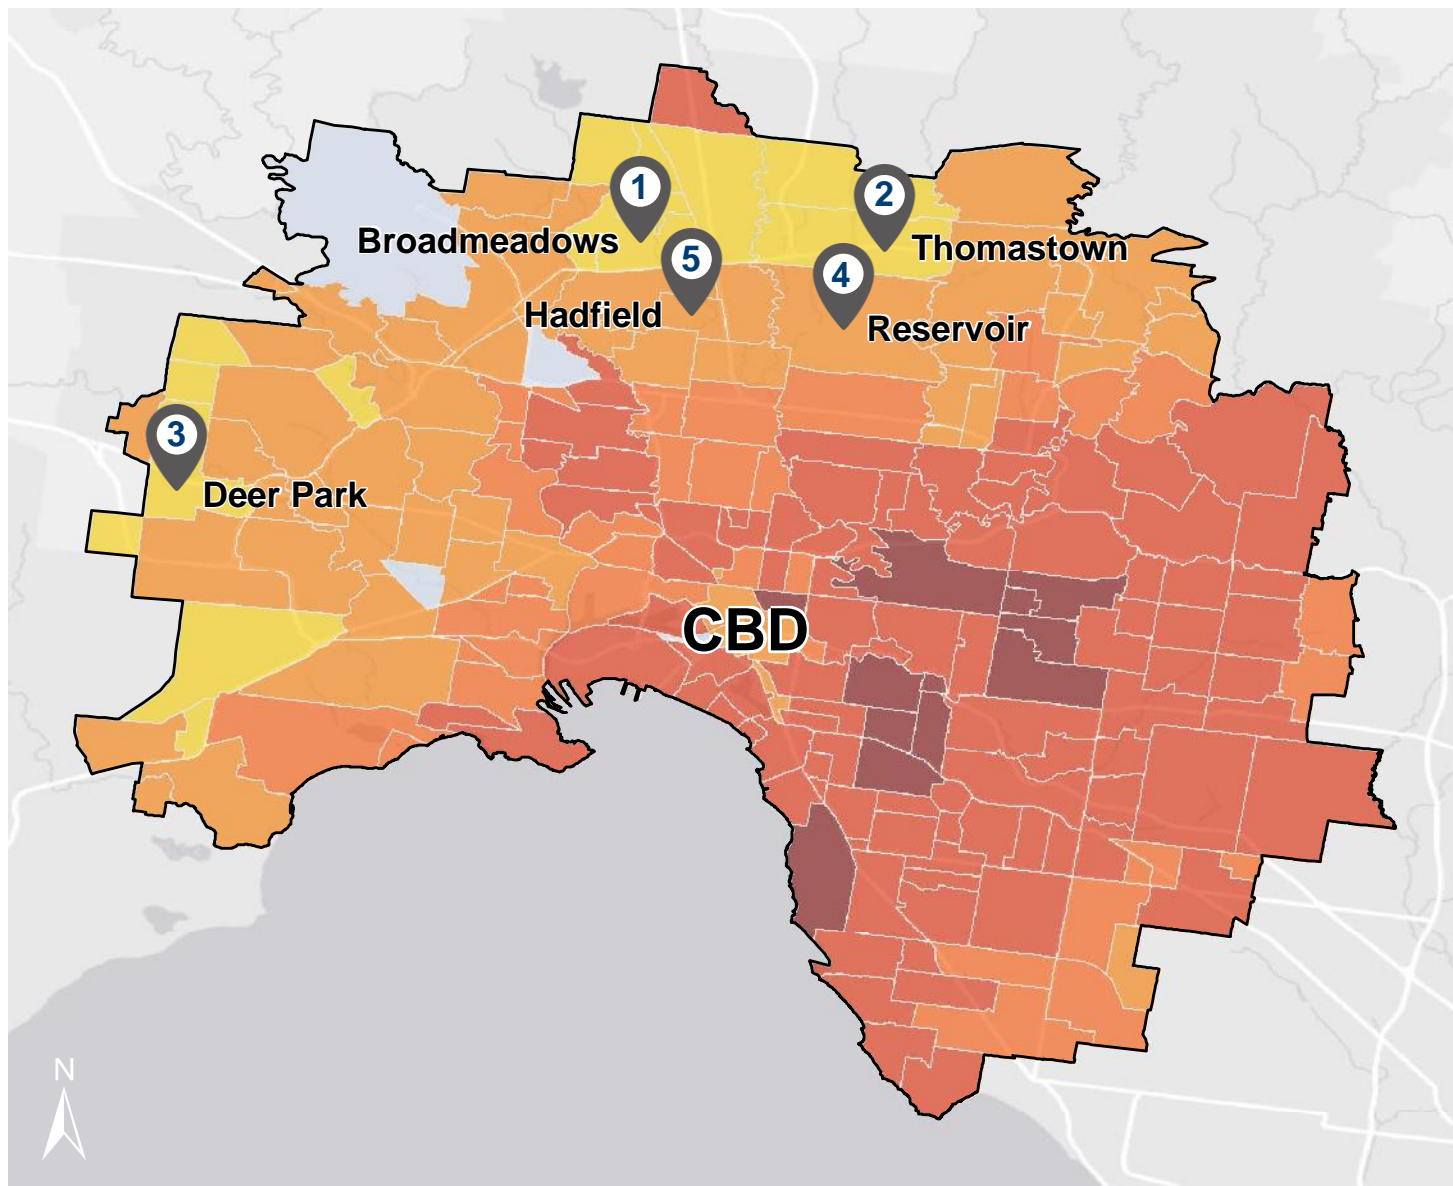 1
2
Broadmeadows
Thomastown
5
4
Hadfield
Reservoir
3
Deer Park
CBD
N